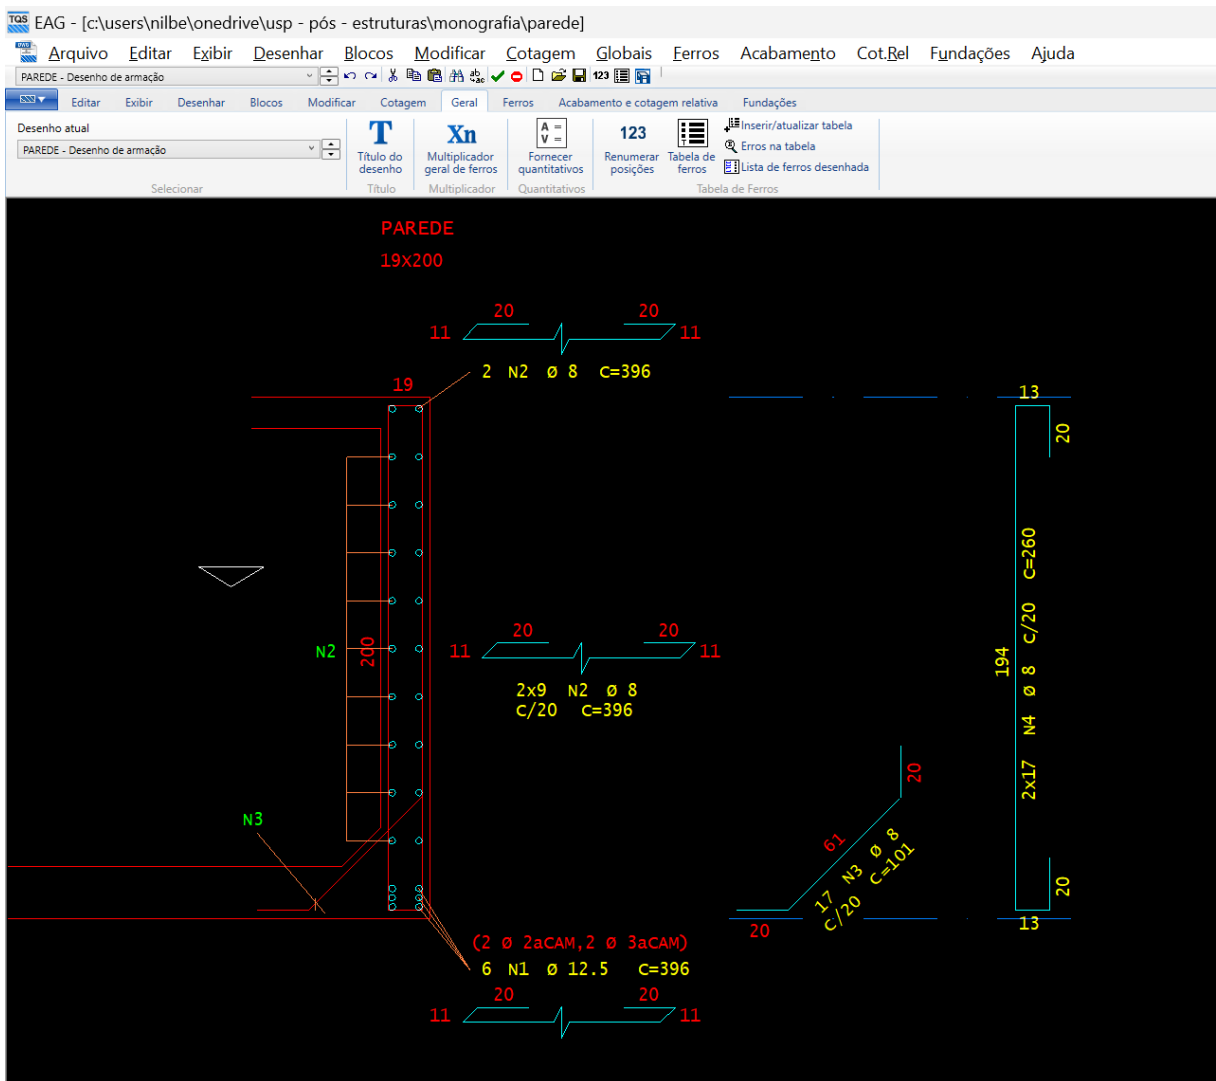 TQS EAG - [c:\users\nilbe\onedrive\usp - pós - estruturas\monografia\parede]
Arquivo Editar Exibir Desenhar Blocos Modificar Cotagem Globais Ferros Acabamento Cot.Rel Fundações Ajuda
PAREDE - Desenho de armação
123
Editar Exibir Desenhar Blocos Modificar Cotagem Geral Ferros Acabamento e cotagem relativa Fundações
Desenho atual
PAREDE - Desenho de armação
Selecionar
T
Título do
desenho
Título
Xn
Multiplicador
geral de ferros
Multiplicador
A =
V =
Fornecer
quantitativos
Quantitativos
123
Renumerar
posições
Tabela de
ferros
Inserir/atualizar tabela
Erros na tabela
Lista de ferros desenhada
Tabela de Ferros
PAREDE
19X200
20 20
11 11
2 N2 Ø 8 C=396
19
13
20
N2
200
20 20
11 11
2x9 N2 Ø 8
C/20 C=396
194
2x17 N4 Ø 8 C/20 C=260
N3
20
61
17 N3 Ø 8
C/20 C=101
20
20
13
(2 Ø 2aCAM,2 Ø 3aCAM)
6 N1 Ø 12.5 C=396
20 20
11 11